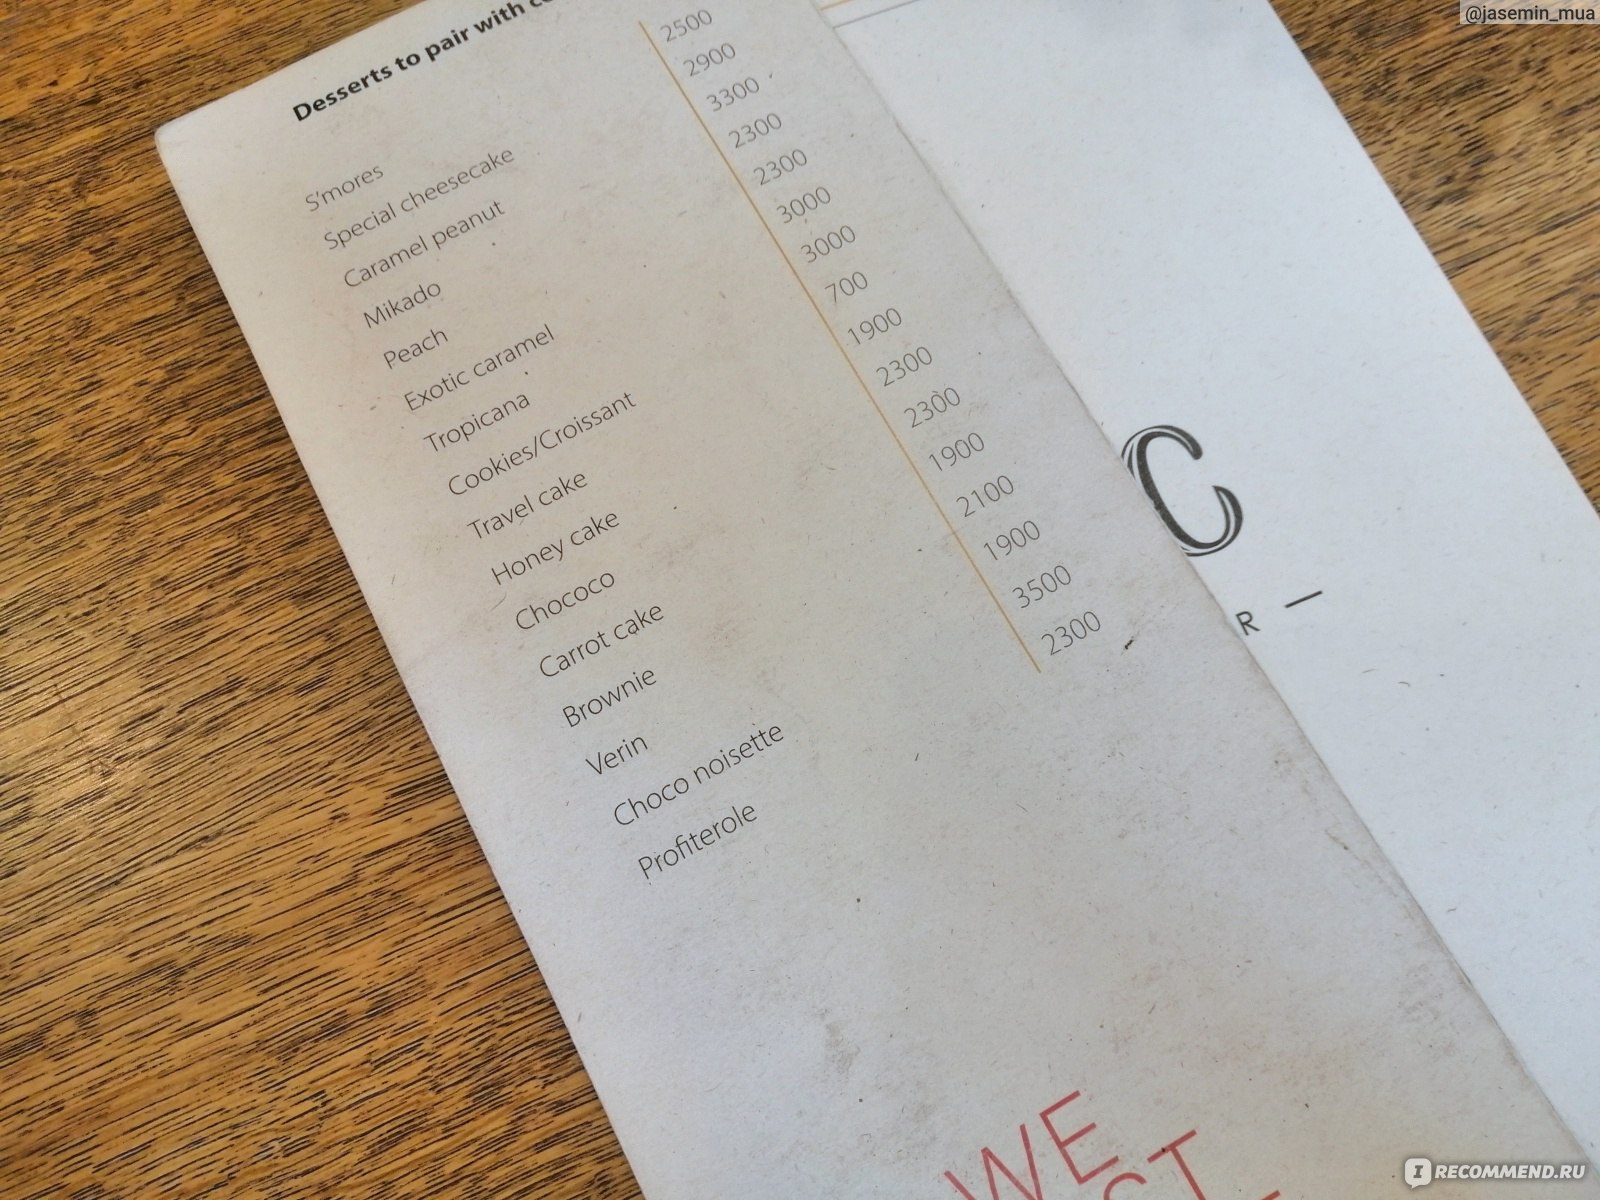 @jasemin_mua
Desserts to pair with
S'mores 2500
Special cheesecake 2900
Caramel peanut 3300
Mikado 2300
Peach 2300
Exotic caramel 3000
Tropicana 3000
Cookies/Croissant 700
Travel cake 1900
Honey cake 2300
Chococo 2300
Carrot cake 1900
Brownie 2100
Verin 1900
Choco noisette 3500
Profiterole 2300
C
R —
WE
I RECOMMEND.RU